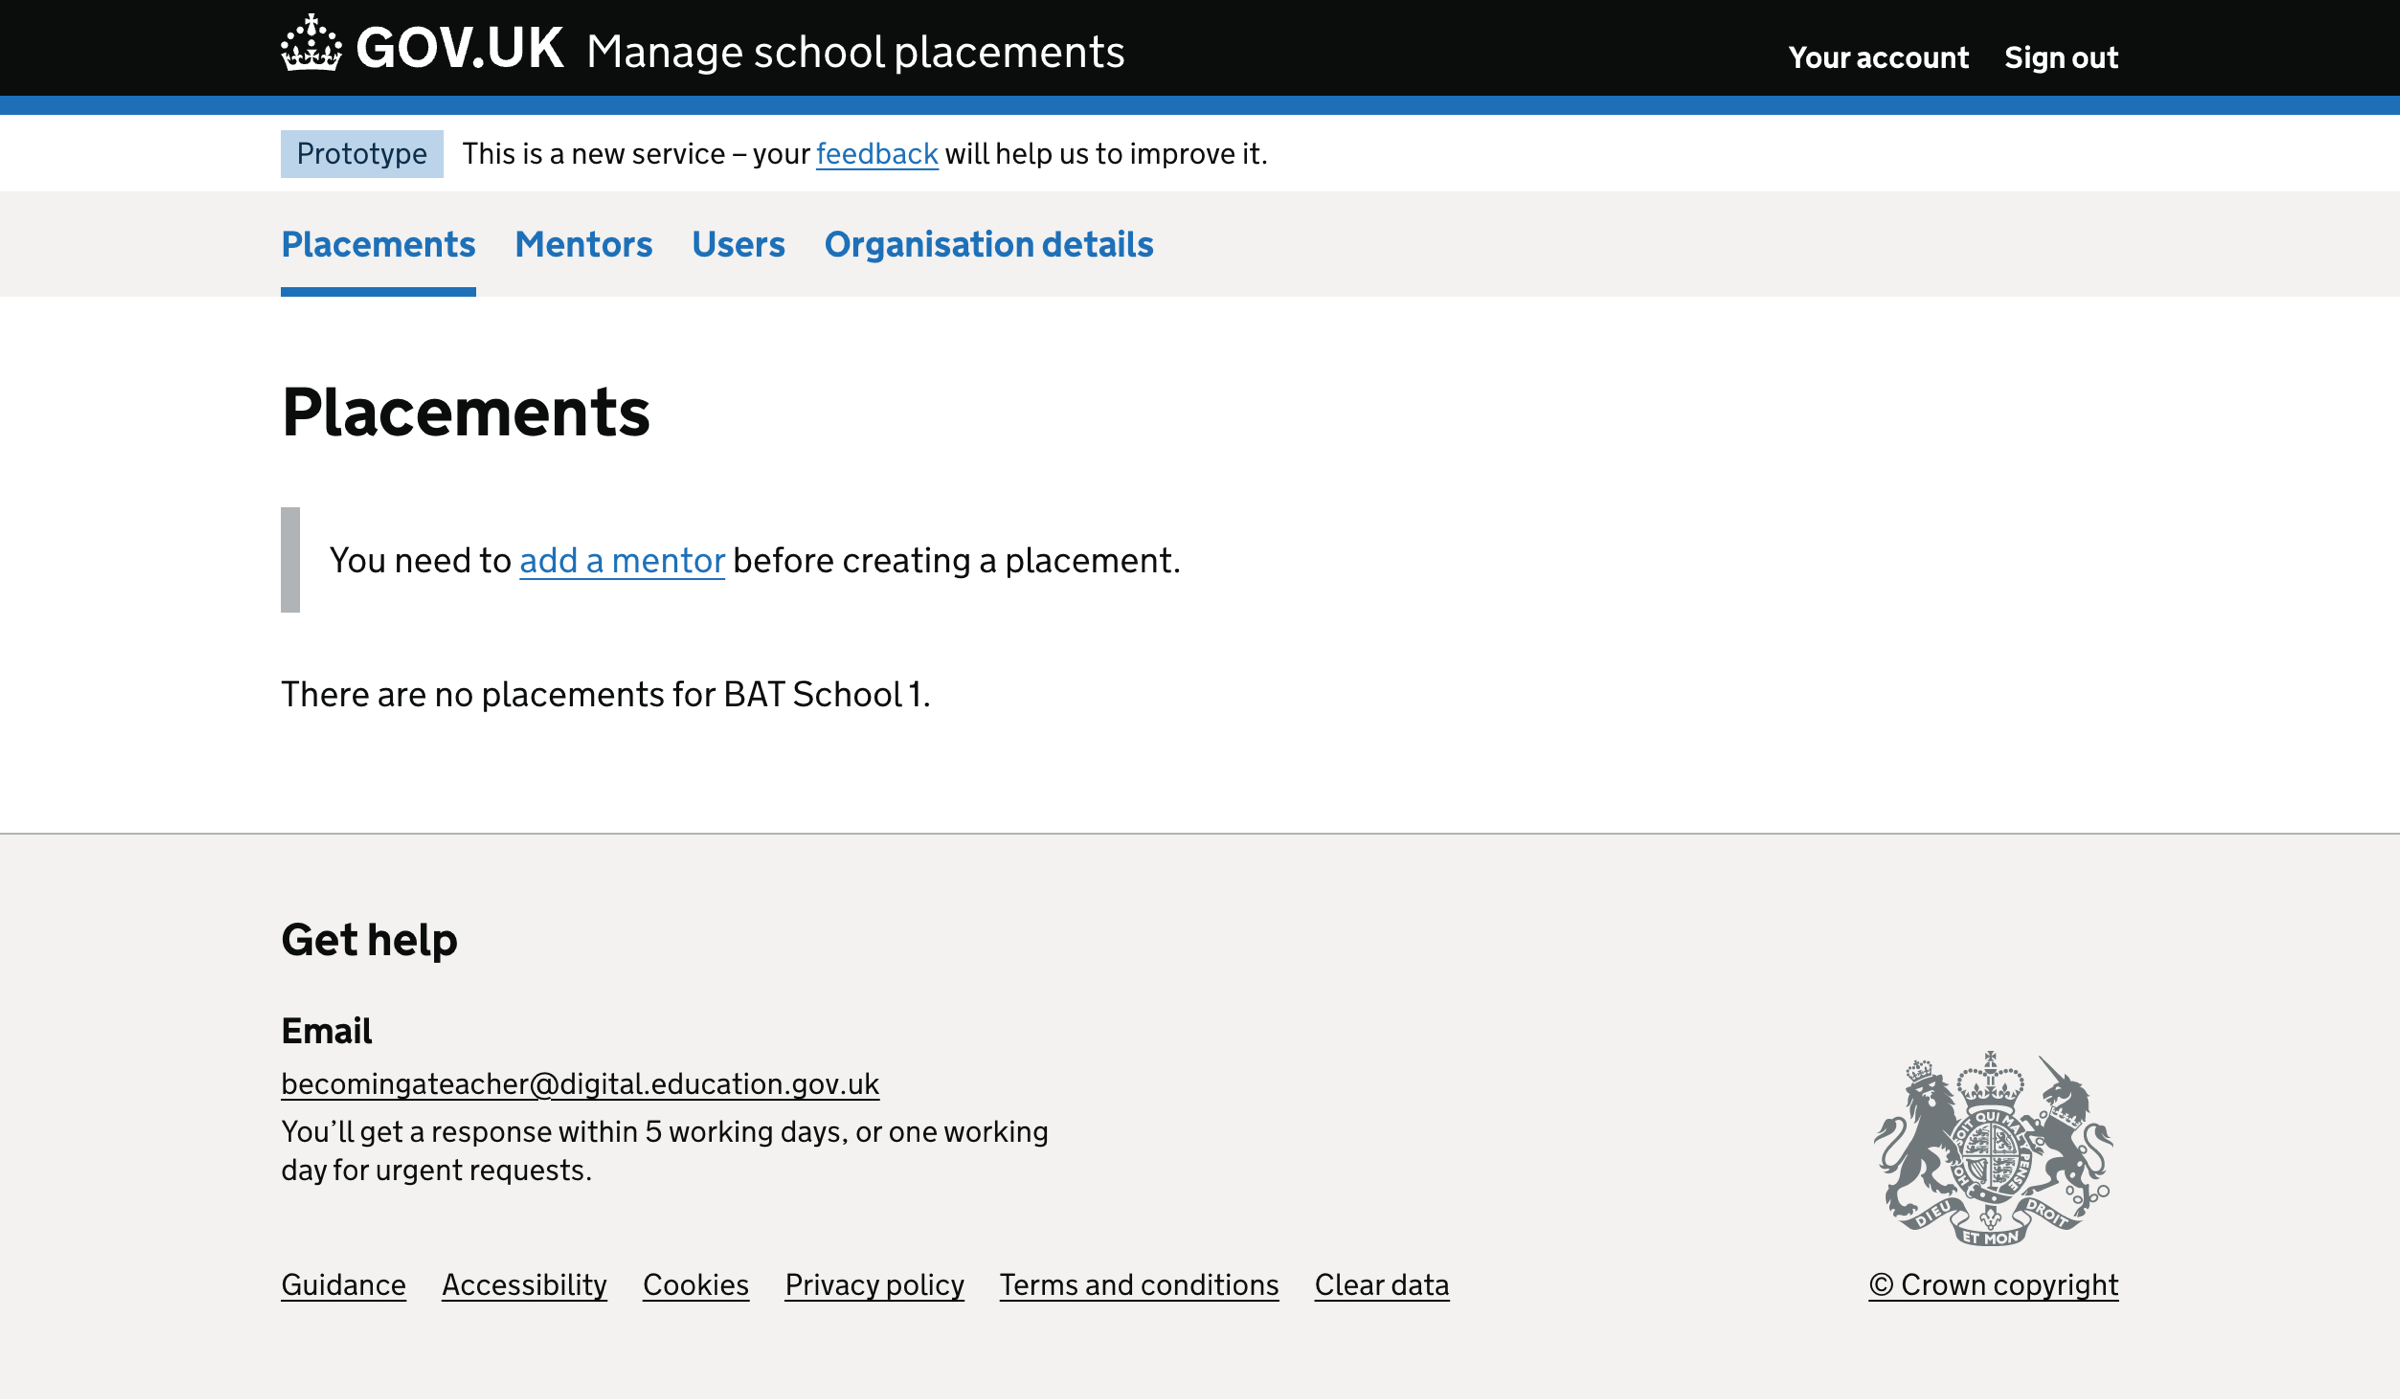 GOV.UK Manage school placements
Your account Sign out
Prototype This is a new service – your feedback will help us to improve it.
Placements Mentors Users Organisation details
Placements
You need to add a mentor before creating a placement.
There are no placements for BAT School 1.
Get help
Email
becomingateacher@digital.education.gov.uk
You’ll get a response within 5 working days, or one working
day for urgent requests.
HONI SOIT QUI MAL Y PENSE
DIEU ET MON DROIT
Guidance Accessibility Cookies Privacy policy Terms and conditions Clear data
© Crown copyright